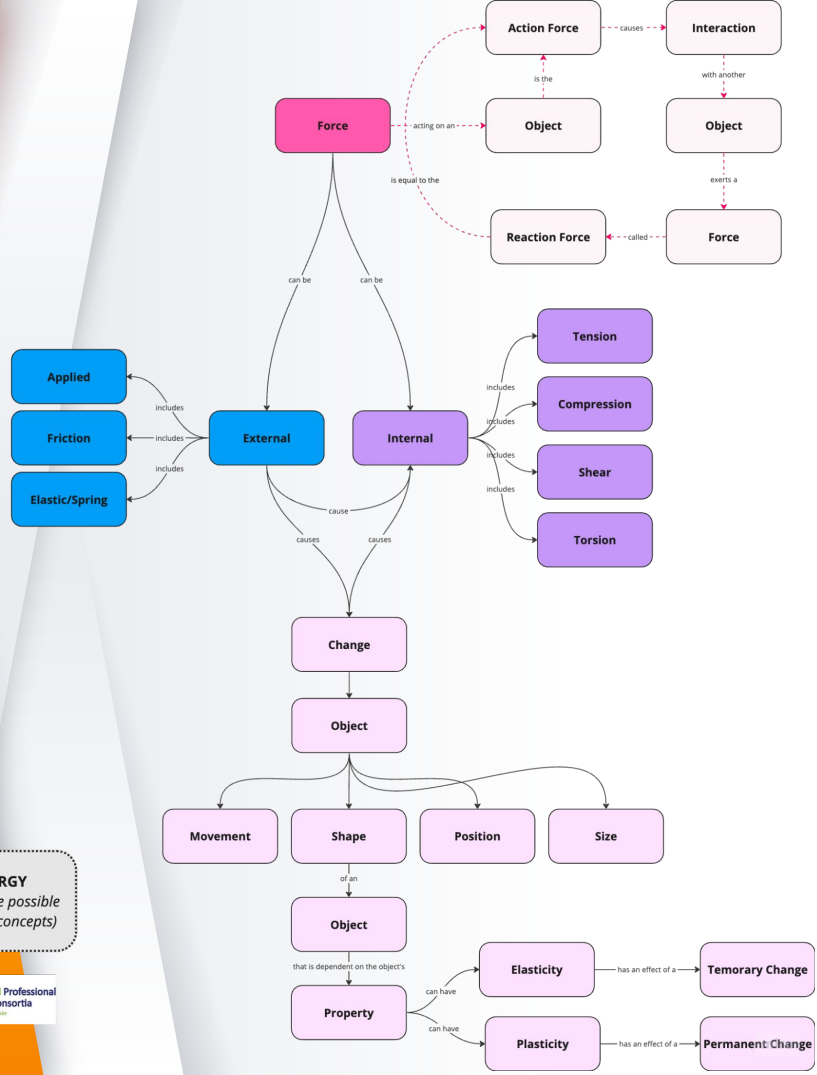 Action Force
causes
Interaction
is the
with another
Force
acting on an
Object
Object
is equal to the
exerts a
Reaction Force
called
Force
can be
can be
Applied
Friction
Elastic/Spring
includes
includes
includes
External
Internal
includes
includes
includes
includes
Tension
Compression
Shear
Torsion
cause
causes
causes
Change
Object
Movement
Shape
Position
Size
of an
Object
that is dependent on the object's
Property
can have
can have
Elasticity
has an effect of a
Temorary Change
Plasticity
has an effect of a
Permanent Change
RGY
e possible
concepts)
Professional
onsortia